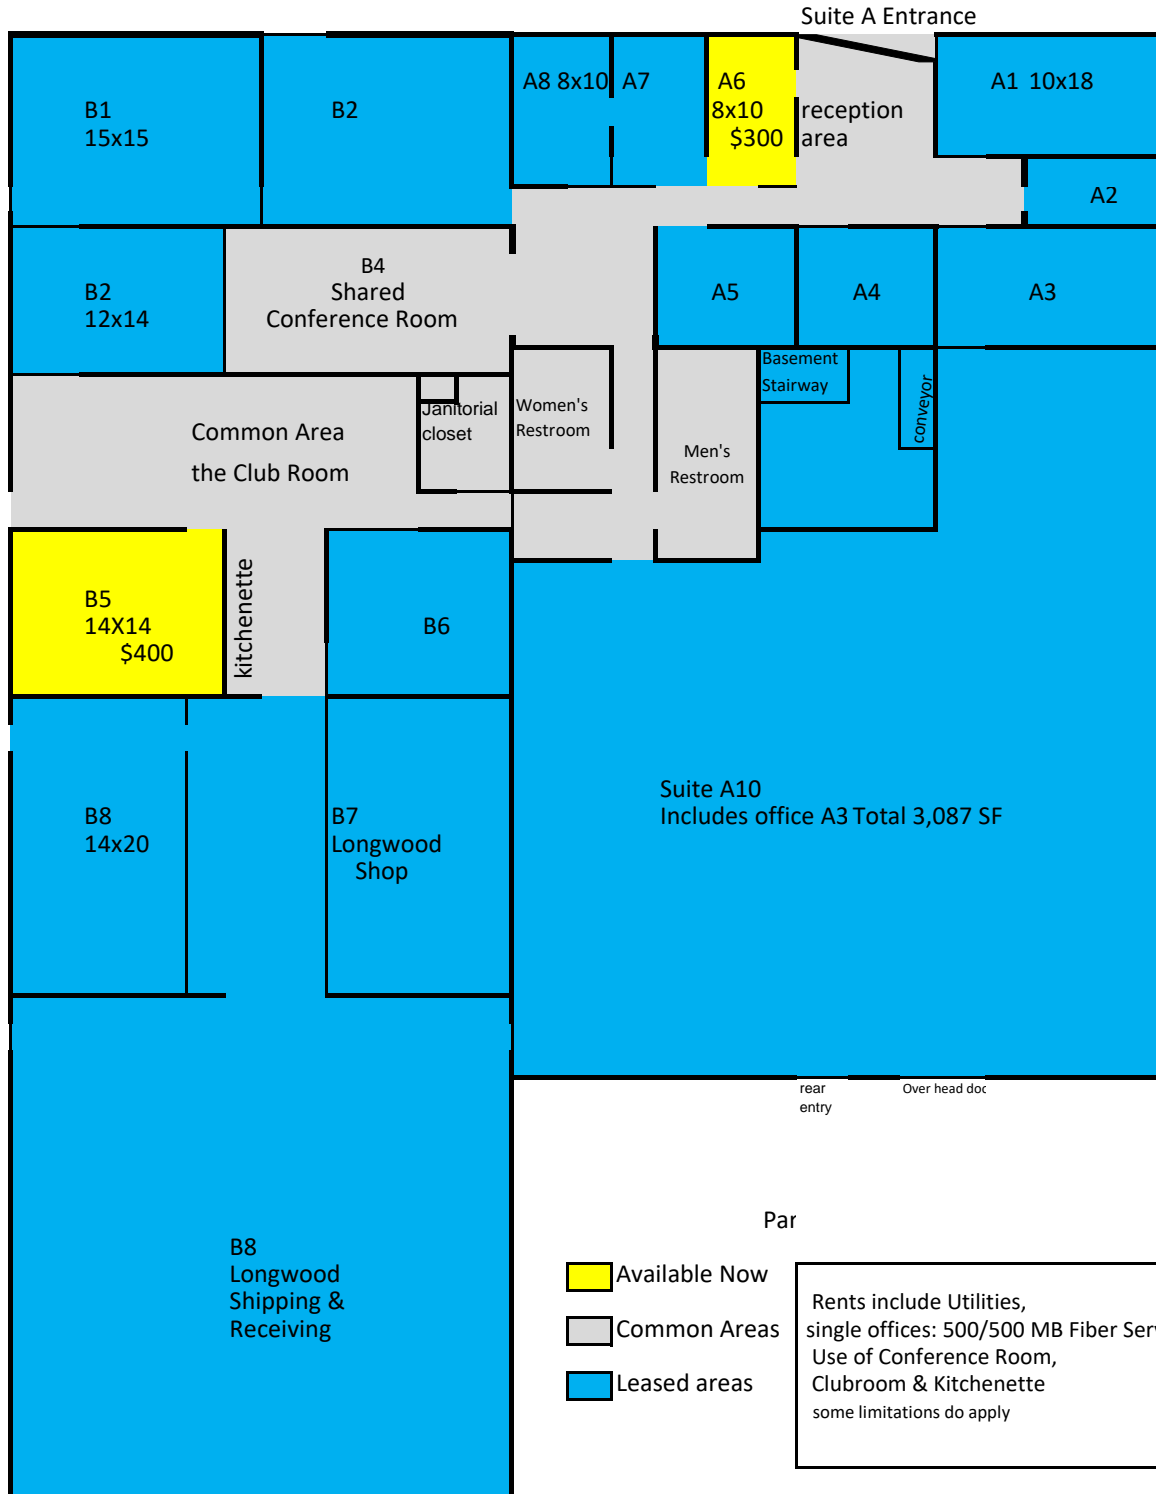 Suite A Entrance
A8 8x10
A7
A6
8x10
$300
reception
area
A1 10x18
B1
15x15
B2
A2
B2
12x14
B4
Shared
Conference Room
A5
A4
A3
Basement
Stairway
conveyor
Janitorial
closet
Women's
Restroom
Men's
Restroom
Common Area
the Club Room
B5
14X14
$400
kitchenette
B6
B8
14x20
B7
Longwood
Shop
Suite A10
Includes office A3 Total 3,087 SF
rear
entry
Over head
B8
Longwood
Shipping &
Receiving
Available Now
Common Areas
Leased areas
Rents include Utilities,
single offices: 500/500 MB Fiber
Use of Conference Room,
Clubroom & Kitchenette
some limitations do apply